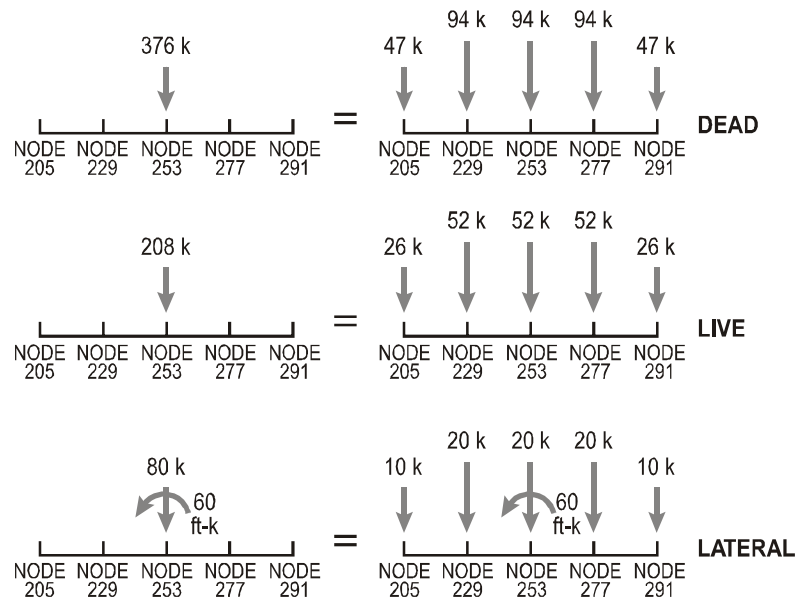 376 k
47 k 94 k 94 k 94 k 47 k
= DEAD
NODE NODE NODE NODE NODE NODE NODE NODE NODE NODE
205 229 253 277 291 205 229 253 277 291
208 k
26 k 52 k 52 k 52 k 26 k
= LIVE
NODE NODE NODE NODE NODE NODE NODE NODE NODE NODE
205 229 253 277 291 205 229 253 277 291
80 k 10 k 20 k 20 k 20 k 10 k
60 60
ft-k ft-k
= LATERAL
NODE NODE NODE NODE NODE NODE NODE NODE NODE NODE
205 229 253 277 291 205 229 253 277 291